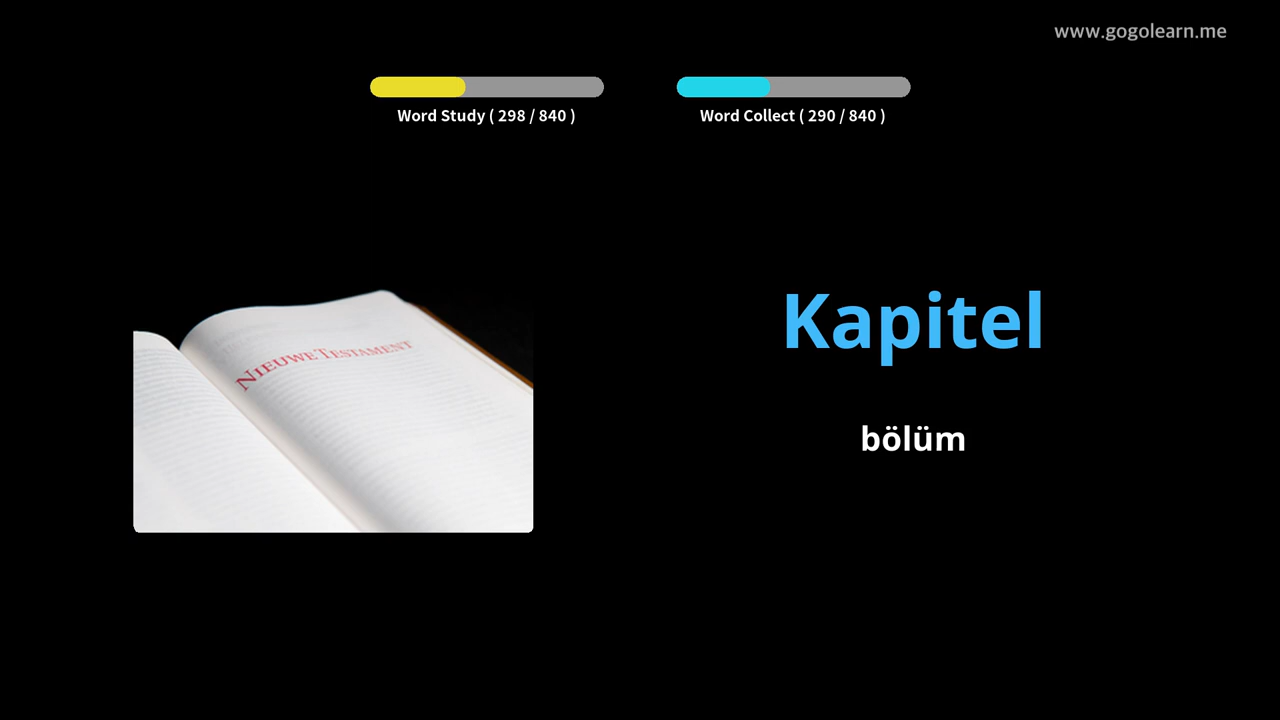 www.gogolearn.me
Word Study ( 298 / 840 )
Word Collect ( 290 / 840 )
NIEUWE TESTAMENT
Kapitel
bölüm